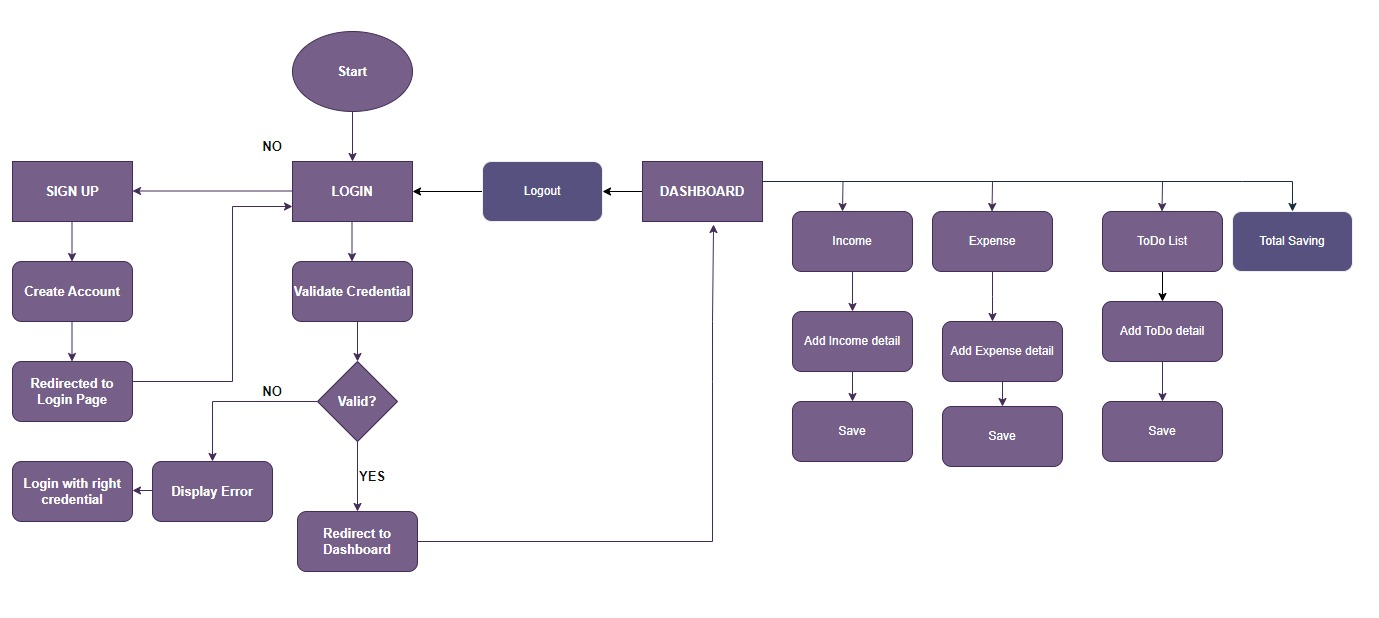 Start
NO
SIGN UP
LOGIN
Logout
DASHBOARD
Income
Expense
ToDo List
Total Saving
Create Account
Validate Credential
Add Income detail
Add Expense detail
Add ToDo detail
Redirected to
Login Page
NO
Valid?
Save
Save
Save
YES
Login with right
credential
Display Error
Redirect to
Dashboard